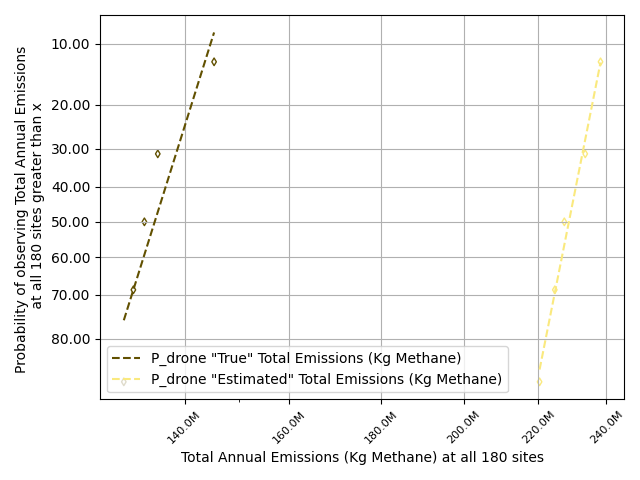 Probability of observing Total Annual Emissions
at all 180 sites greater than x
10.00
20.00
30.00
40.00
50.00
60.00
70.00
80.00
P_drone "True" Total Emissions (Kg Methane)
P_drone "Estimated" Total Emissions (Kg Methane)
140.0M
160.0M
180.0M
200.0M
220.0M
240.0M
Total Annual Emissions (Kg Methane) at all 180 sites